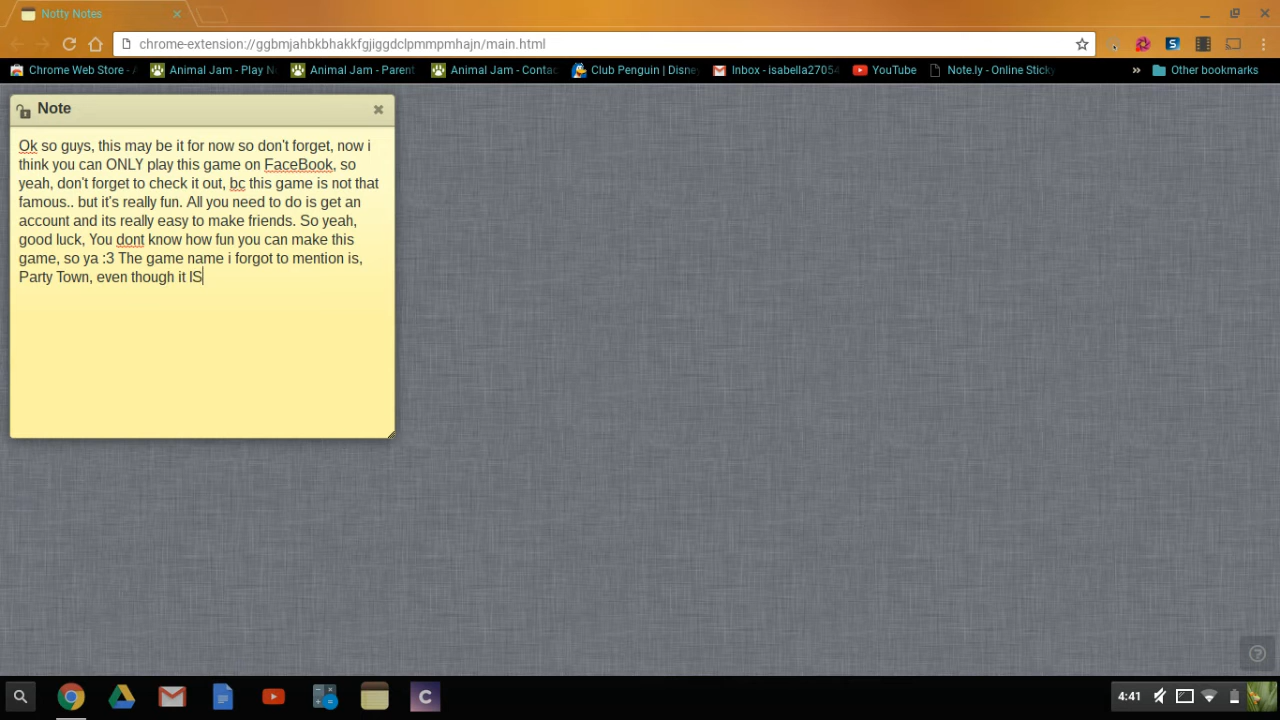 Notty Notes
chrome-extension://ggbmjahbkbhakkfgjiggdclpmmpmhajn/main.html
Chrome Web Store - A
Animal Jam - Play N
Animal Jam - Parent
Animal Jam - Contac
Club Penguin | Disne
Inbox - isabella27054
YouTube
Note.ly - Online Sticky
» Other bookmarks
Note
Ok so guys, this may be it for now so don't forget, now i
think you can ONLY play this game on FaceBook, so
yeah, don't forget to check it out, bc this game is not that
famous.. but it's really fun. All you need to do is get an
account and its really easy to make friends. So yeah,
good luck, You dont know how fun you can make this
game, so ya :3 The game name i forgot to mention is,
Party Town, even though it IS
4:41